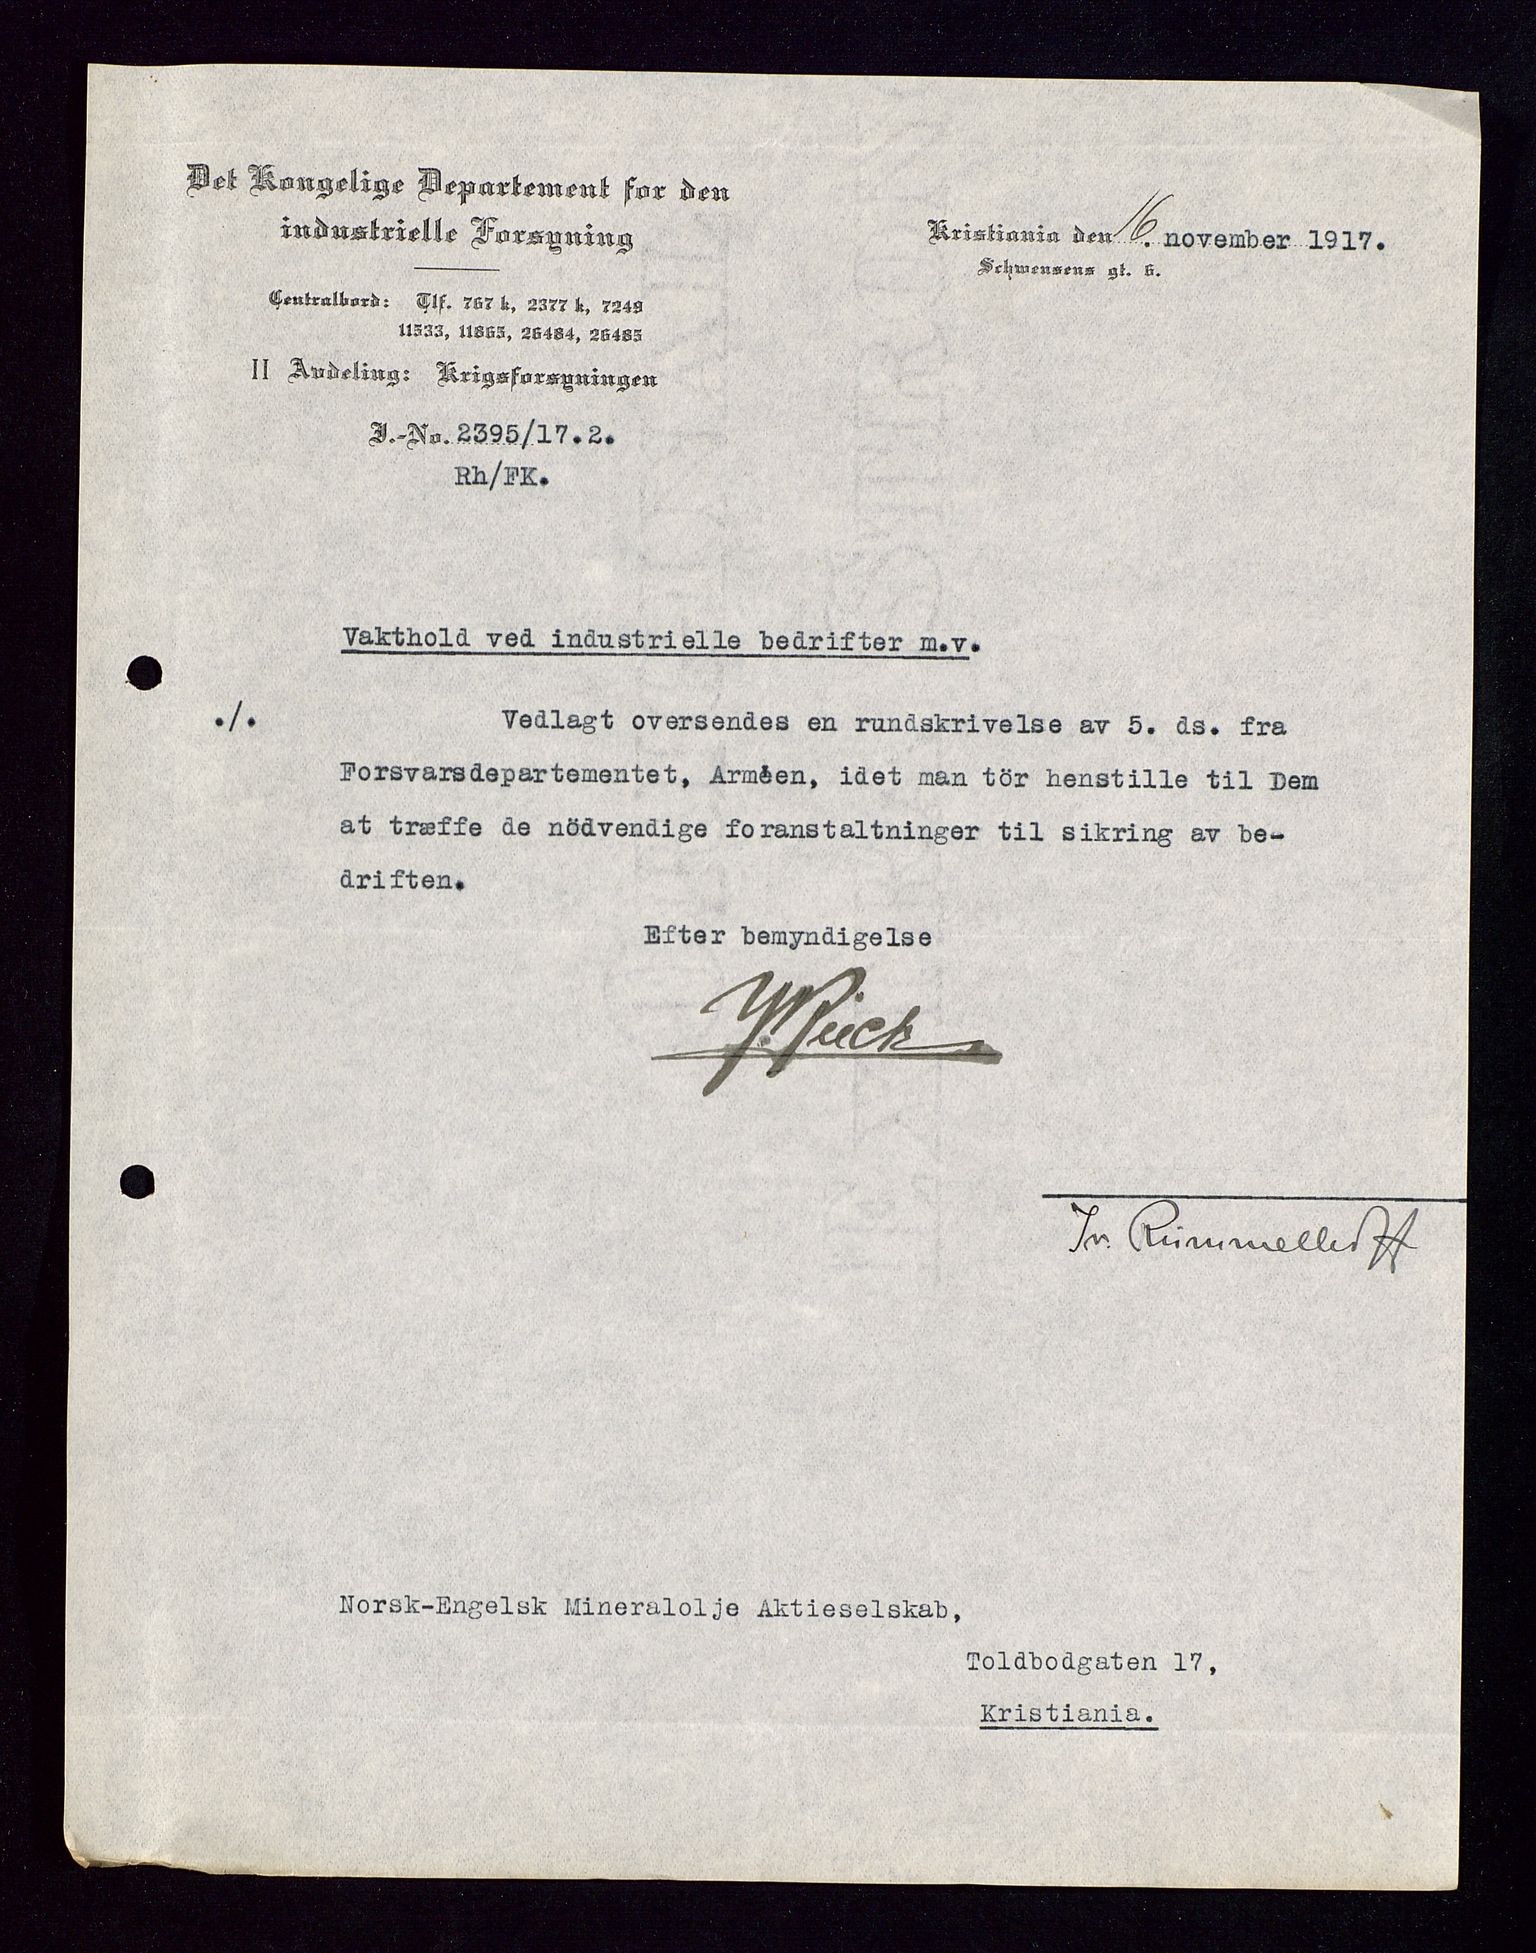 Det Kongelige Departement for den
industrielle Forsyning
Kristiania den 16. november 1917.
Schwensens gt. 6.
Centralbord: Tlf. 767 k, 2377 k, 7249
11533, 11865, 26484, 26485
II Avdeling: Krigsforsyningen
J.-No. 2395/17.2.
Rh/FK.
Vakthold ved industrielle bedrifter m.v.
./. Vedlagt oversendes en rundskrivelse av 5. ds. fra
Forsvarsdepartementet, Arméen, idet man tör henstille til Dem
at træffe de nödvendige foranstaltninger til sikring av be-
driften.
Efter bemyndigelse
Jv. Rummelhoff
Norsk-Engelsk Mineralolje Aktieselskab,
Toldbodgaten 17,
Kristiania.